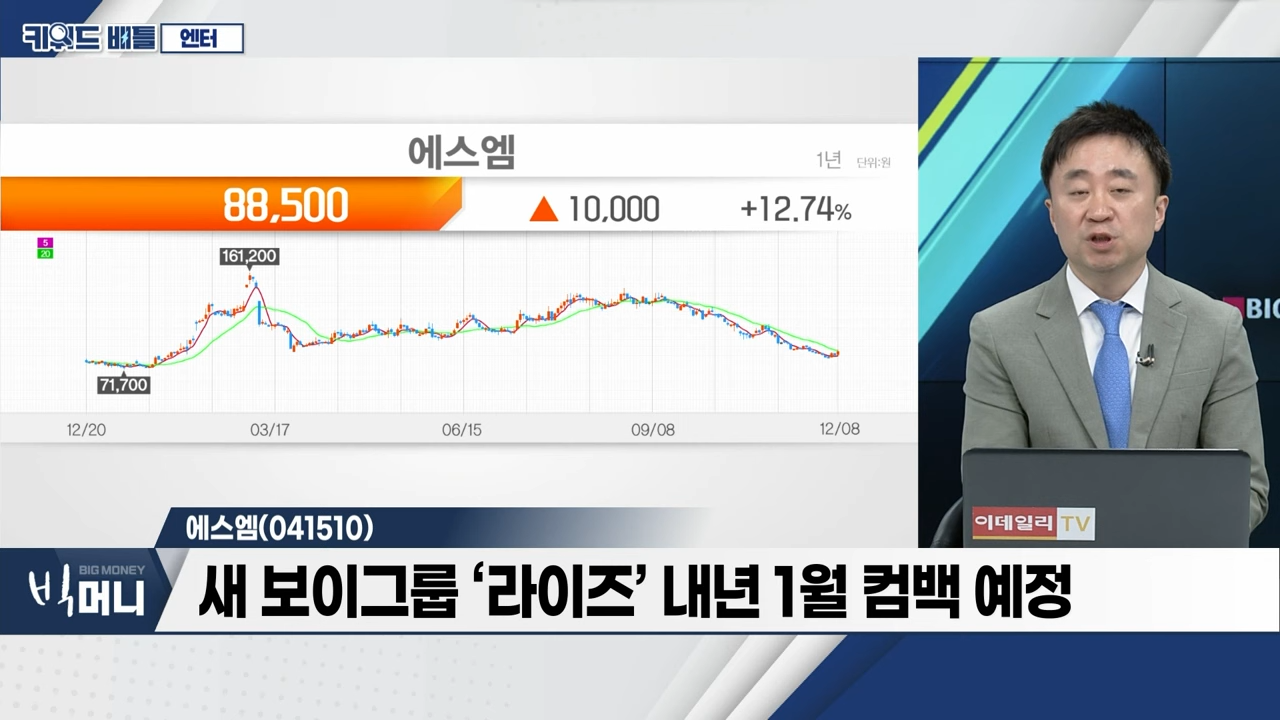 키워드 배틀 엔터
에스엠
1년 단위:원
88,500 ▲ 10,000 +12.74%
5
20
161,200
71,700
12/20 03/17 06/15 09/08 12/08
BIG
이데일리 TV
에스엠(041510)
BIG MONEY
빅머니
새 보이그룹 ‘라이즈’ 내년 1월 컴백 예정